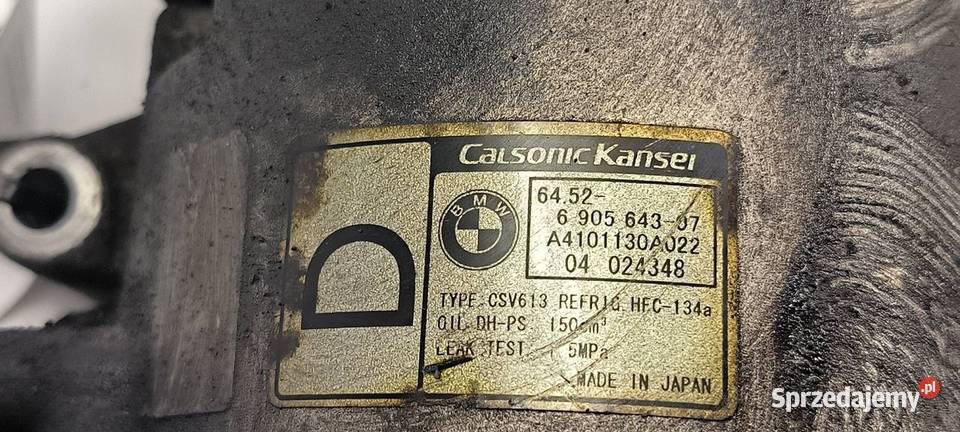 D
CALSONIC KANSEI
BMW
64.52-
6 905 643-07
A4101130A022
04 024348
TYPE. CSV613 REFRIG. HFC-134a
OIL DH-PS 150cm³
LEAK TEST 5MPa
MADE IN JAPAN
Sprzedajemy.pl